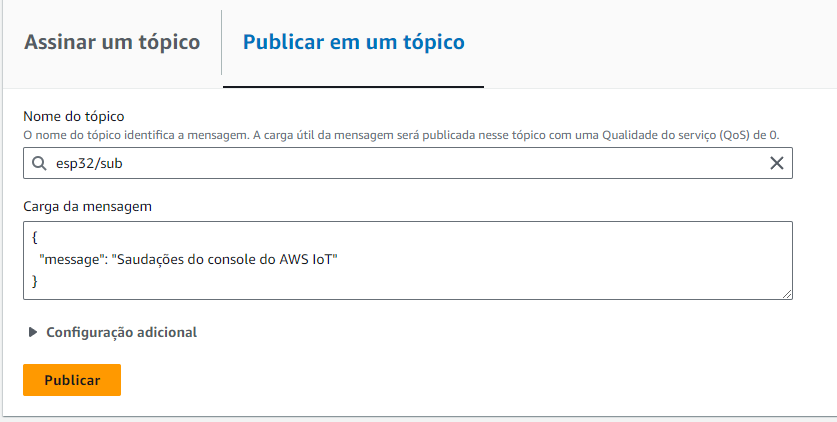 Assinar um tópico
Publicar em um tópico
Nome do tópico
O nome do tópico identifica a mensagem. A carga útil da mensagem será publicada nesse tópico com uma Qualidade do serviço (QoS) de 0.
esp32/sub
Carga da mensagem
{
"message": "Saudações do console do AWS IoT"
}
Configuração adicional
Publicar